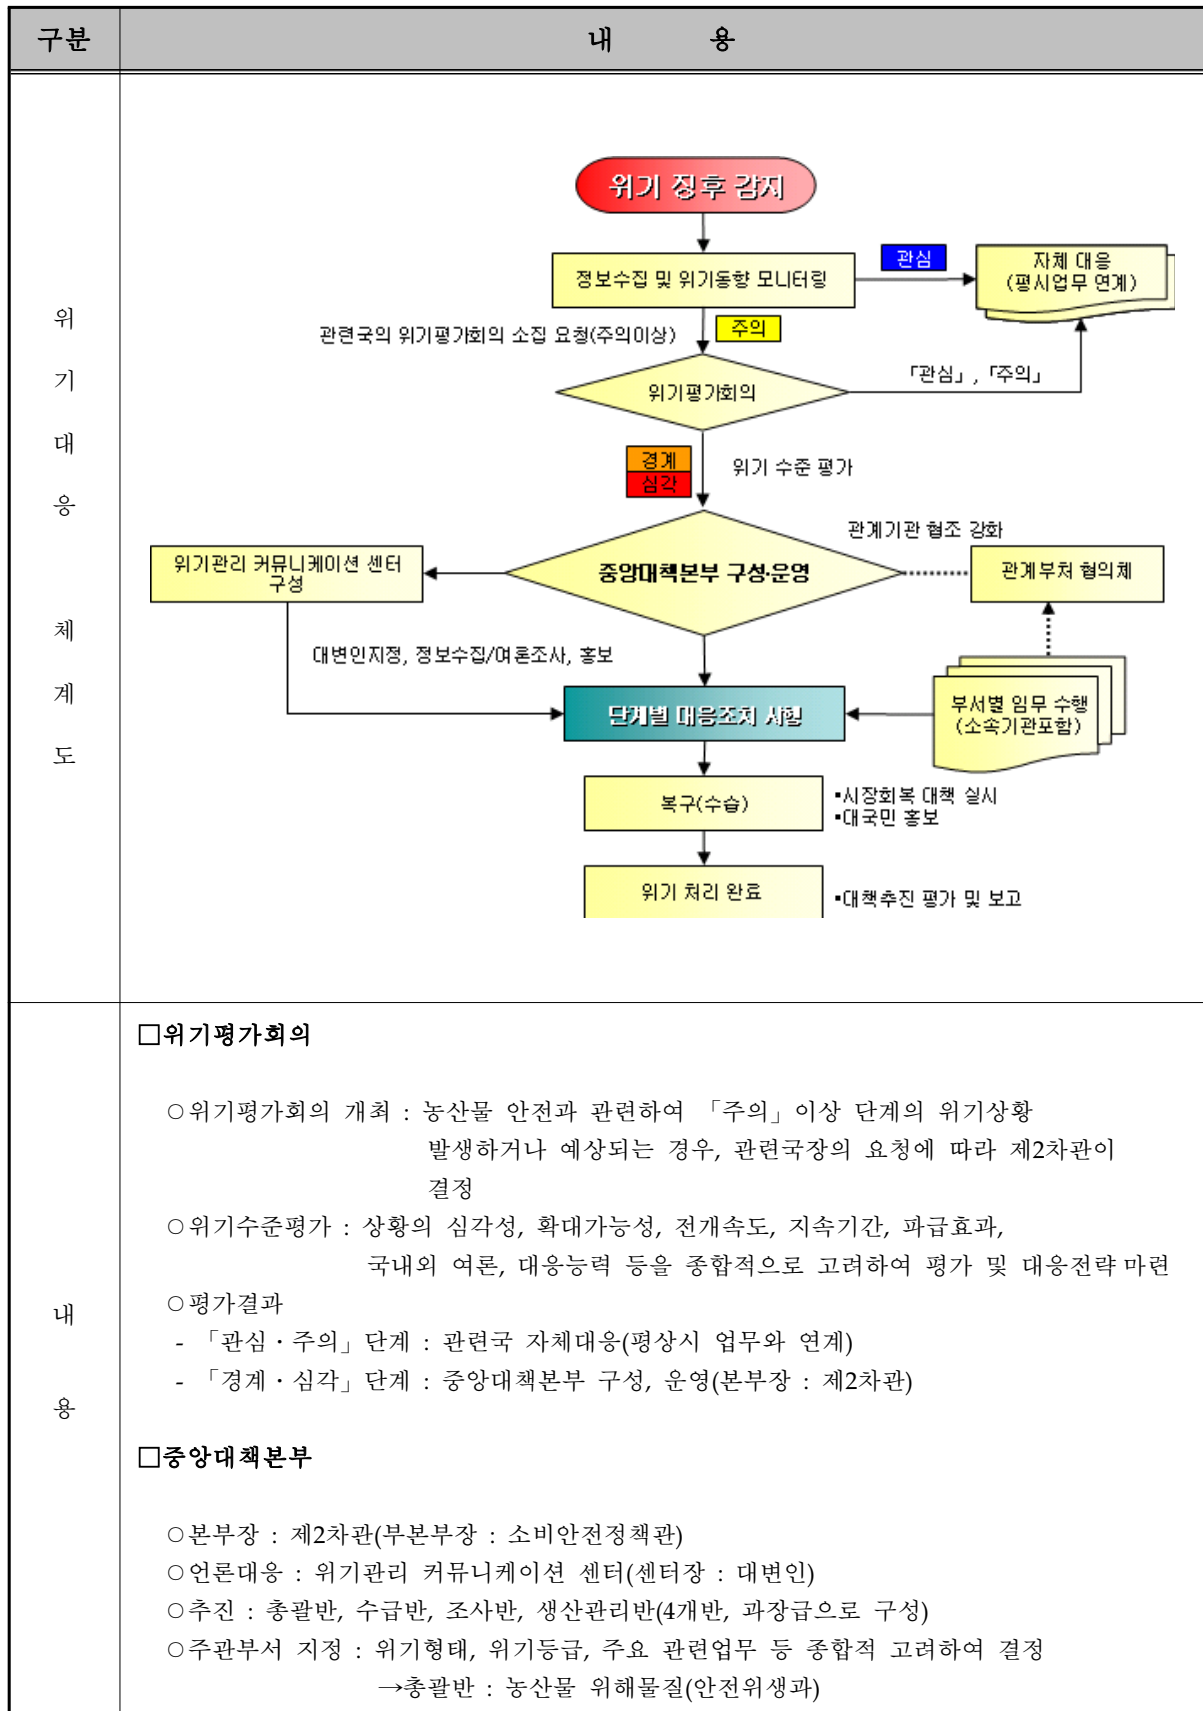 구분
내 용
위 기 대 응 체 계 도
위기 징후 감지
정보수집 및 위기동향 모니터링
관심
자체 대응
(평시업무 연계)
관련국의 위기평가회의 소집 요청(주의이상)
주의
위기평가회의
「관심」, 「주의」
경계
심각
위기 수준 평가
관계기관 협조 강화
위기관리 커뮤니케이션 센터
구성
중앙대책본부 구성·운영
관계부처 협의체
대변인지정, 정보수집/여론조사, 홍보
단계별 대응조치 시행
부서별 임무 수행
(소속기관포함)
복구(수습)
▪시장회복 대책 실시
▪대국민 홍보
위기 처리 완료
▪대책추진 평가 및 보고
내 용
□위기평가회의
○위기평가회의 개최 : 농산물 안전과 관련하여 「주의」이상 단계의 위기상황
발생하거나 예상되는 경우, 관련국장의 요청에 따라 제2차관이
결정
○위기수준평가 : 상황의 심각성, 확대가능성, 전개속도, 지속기간, 파급효과,
국내외 여론, 대응능력 등을 종합적으로 고려하여 평가 및 대응전략 마련
○평가결과
- 「관심·주의」단계 : 관련국 자체대응(평상시 업무와 연계)
- 「경계·심각」단계 : 중앙대책본부 구성, 운영(본부장 : 제2차관)
□중앙대책본부
○본부장 : 제2차관(부본부장 : 소비안전정책관)
○언론대응 : 위기관리 커뮤니케이션 센터(센터장 : 대변인)
○추진 : 총괄반, 수급반, 조사반, 생산관리반(4개반, 과장급으로 구성)
○주관부서 지정 : 위기형태, 위기등급, 주요 관련업무 등 종합적 고려하여 결정
→총괄반 : 농산물 위해물질(안전위생과)